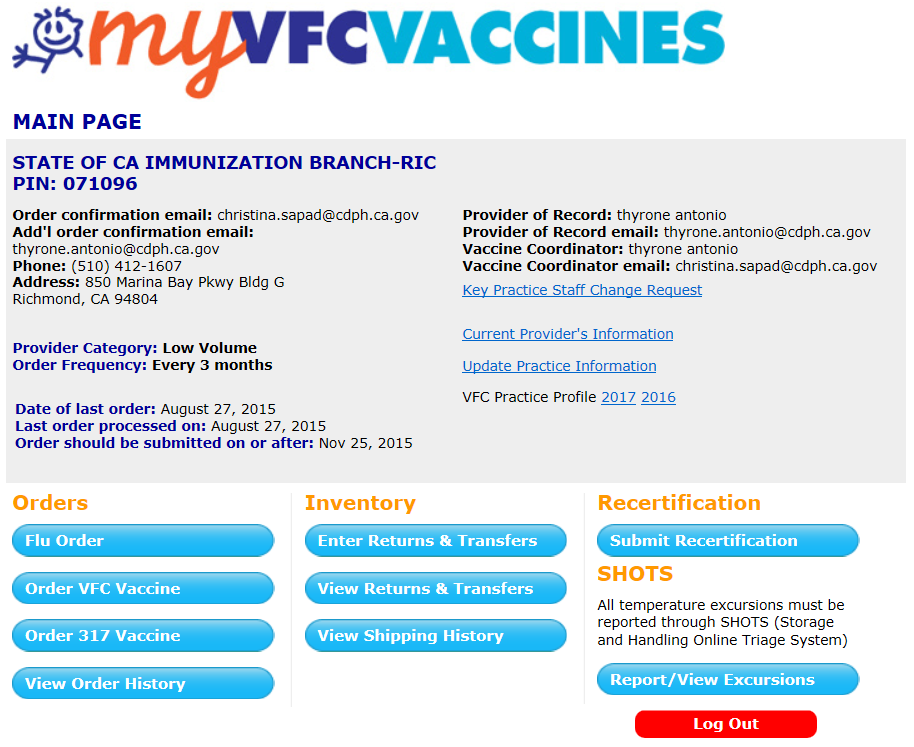 myVFCVACCINES
MAIN PAGE
STATE OF CA IMMUNIZATION BRANCH-RIC
PIN: 071096
Order confirmation email: christina.sapad@cdph.ca.gov
Add'l order confirmation email:
thyrone.antonio@cdph.ca.gov
Phone: (510) 412-1607
Address: 850 Marina Bay Pkwy Bldg G
Richmond, CA 94804
Provider Category: Low Volume
Order Frequency: Every 3 months
Date of last order: August 27, 2015
Last order processed on: August 27, 2015
Order should be submitted on or after: Nov 25, 2015
Provider of Record: thyrone antonio
Provider of Record email: thyrone.antonio@cdph.ca.gov
Vaccine Coordinator: thyrone antonio
Vaccine Coordinator email: christina.sapad@cdph.ca.gov
Key Practice Staff Change Request
Current Provider's Information
Update Practice Information
VFC Practice Profile 2017 2016
Orders
Flu Order
Order VFC Vaccine
Order 317 Vaccine
View Order History
Inventory
Enter Returns & Transfers
View Returns & Transfers
View Shipping History
Recertification
Submit Recertification
SHOTS
All temperature excursions must be
reported through SHOTS (Storage
and Handling Online Triage System)
Report/View Excursions
Log Out